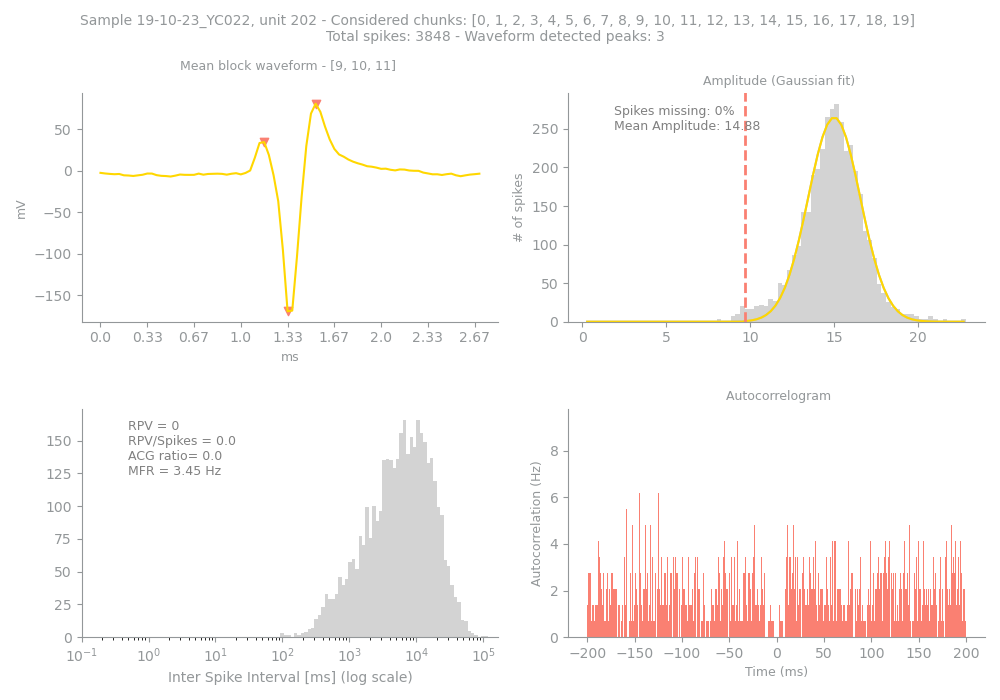 Sample 19-10-23_YC022, unit 202 - Considered chunks: [0, 1, 2, 3, 4, 5, 6, 7, 8, 9, 10, 11, 12, 13, 14, 15, 16, 17, 18, 19]
Total spikes: 3848 - Waveform detected peaks: 3
Mean block waveform - [9, 10, 11]
mV
50
0
−50
−100
−150
0.0 0.33 0.67 1.0 1.33 1.67 2.0 2.33 2.67
ms
Amplitude (Gaussian fit)
Spikes missing: 0%
Mean Amplitude: 14.88
# of spikes
250
200
150
100
50
0
0 5 10 15 20
RPV = 0
RPV/Spikes = 0.0
ACG ratio= 0.0
MFR = 3.45 Hz
150
125
100
75
50
25
0
10⁻¹ 10⁰ 10¹ 10² 10³ 10⁴ 10⁵
Inter Spike Interval [ms] (log scale)
Autocorrelogram
Autocorrelation (Hz)
8
6
4
2
0
−200 −150 −100 −50 0 50 100 150 200
Time (ms)